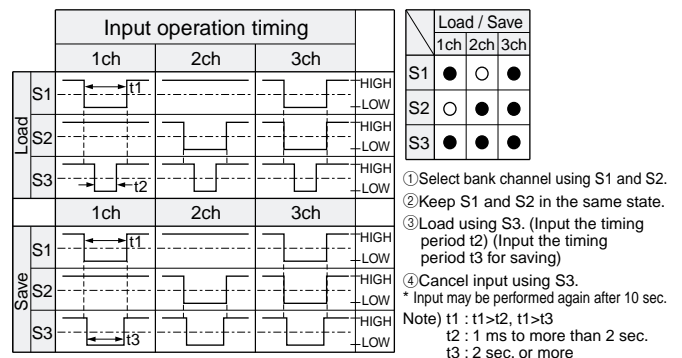 Input operation timing
1ch 2ch 3ch
Load
S1 t1 HIGH
LOW
S2 HIGH
LOW
S3 t2 HIGH
LOW
1ch 2ch 3ch
Save
S1 t1 HIGH
LOW
S2 HIGH
LOW
S3 t3 HIGH
LOW
Load / Save
1ch 2ch 3ch
S1 ● ○ ●
S2 ○ ● ●
S3 ● ● ●
①Select bank channel using S1 and S2.
②Keep S1 and S2 in the same state.
③Load using S3. (Input the timing
period t2) (Input the timing
period t3 for saving)
④Cancel input using S3.
* Input may be performed again after 10 sec.
Note) t1 : t1>t2, t1>t3
t2 : 1 ms to more than 2 sec.
t3 : 2 sec. or more